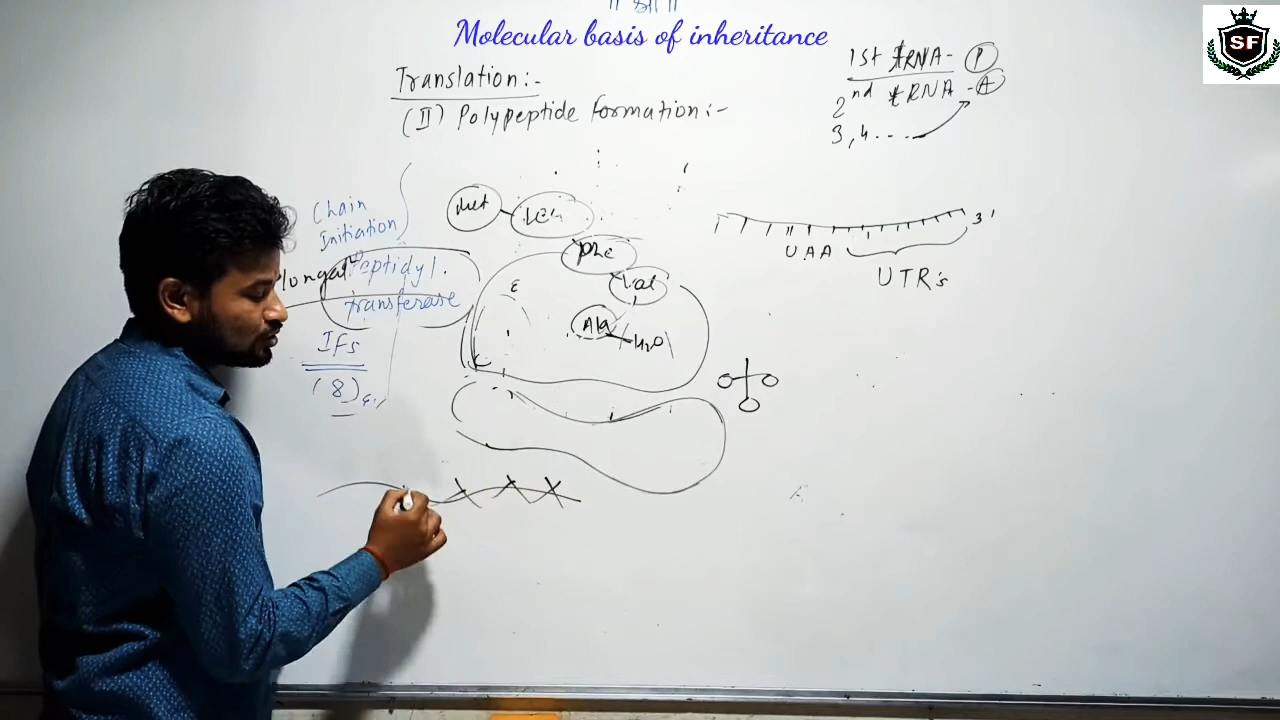 ॥ श्री ॥
Molecular basis of inheritance
SF
Translation:-
(II) Polypeptide formation:-
1st tRNA- P
2nd tRNA - A
3,4....
Chain
Initiation
Peptidyl
transferase
IFs
(8)
Met
Phe
Val
Ala
H2O
E
3'
UAA
UTR's